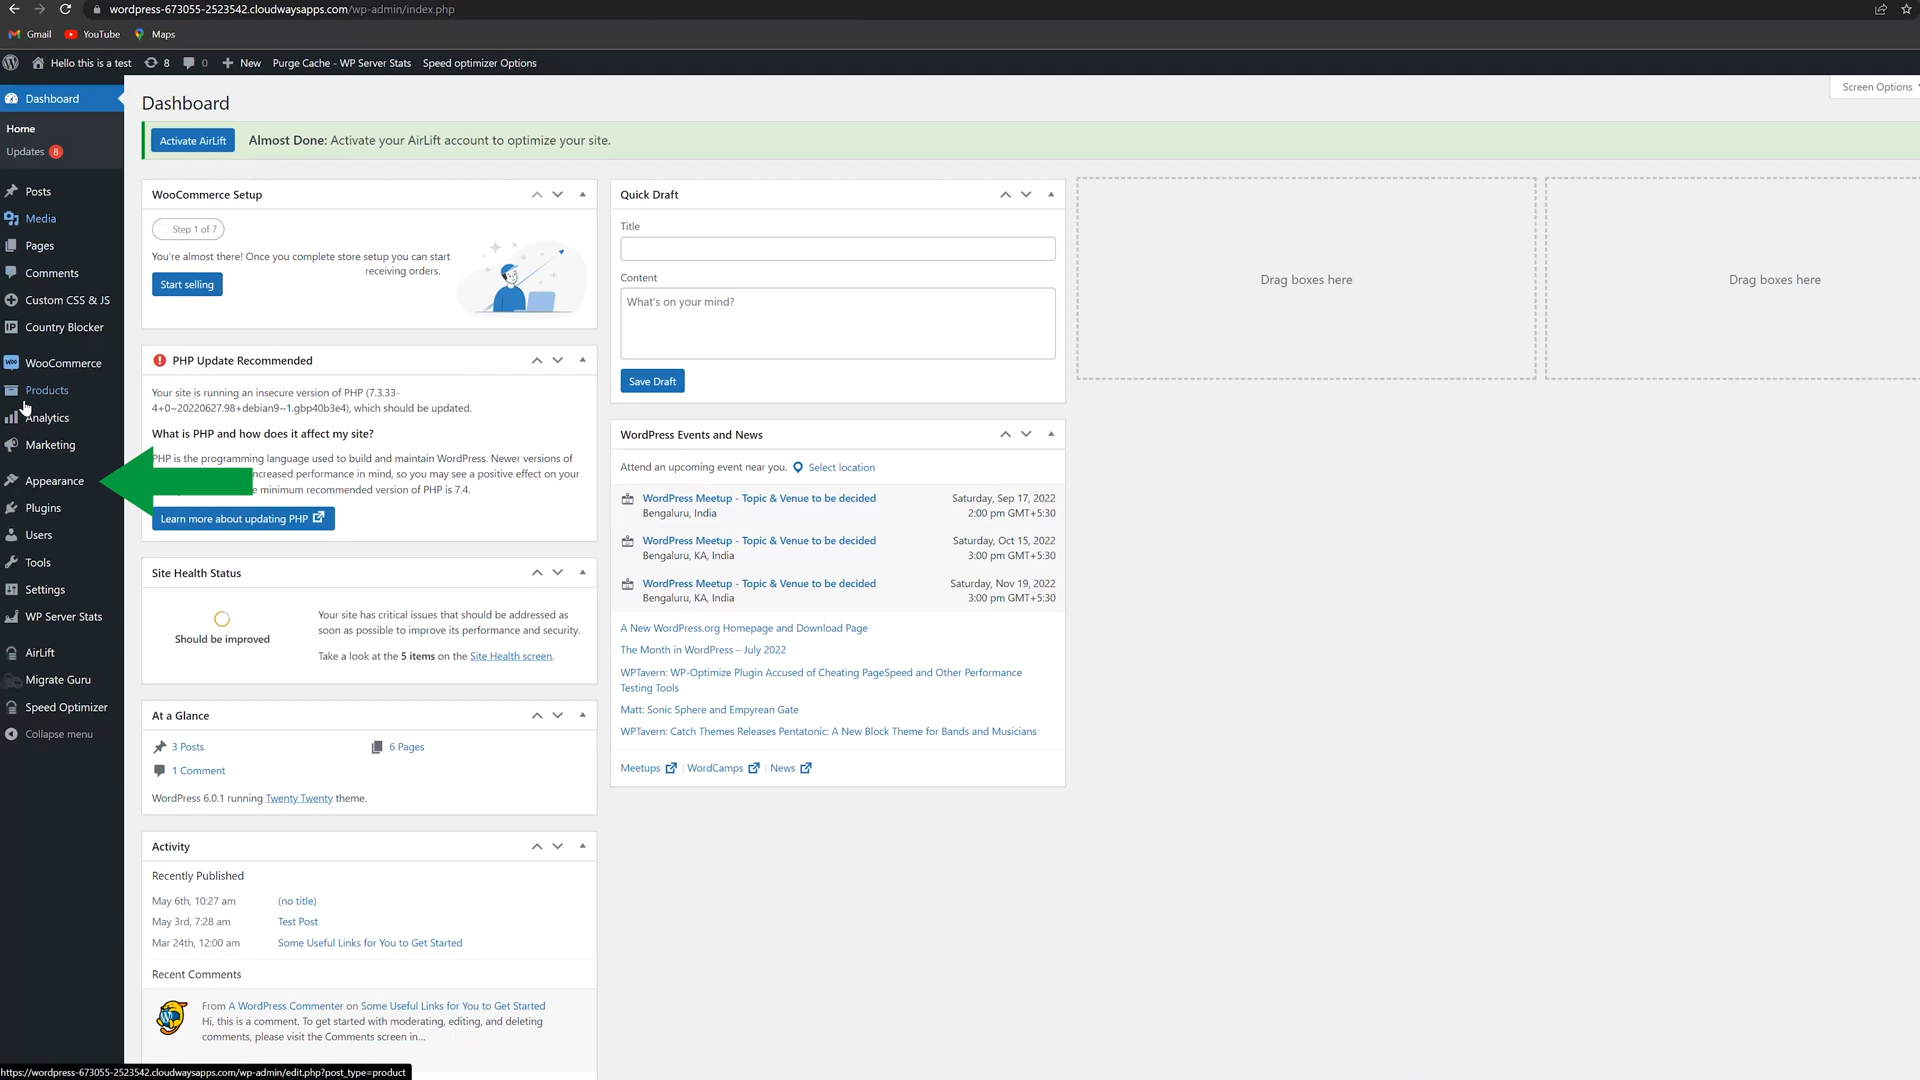 wordpress-673055-2523542.cloudwaysapps.com/wp-admin/index.php
Gmail
YouTube
Maps
Hello this is a test
8
0
New
Purge Cache - WP Server Stats
Speed optimizer Options
Dashboard
Home
Updates 8
Posts
Media
Pages
Comments
Custom CSS & JS
IP Country Blocker
WooCommerce
Products
Analytics
Marketing
Appearance
Plugins
Users
Tools
Settings
WP Server Stats
AirLift
Migrate Guru
Speed Optimizer
Collapse menu
Dashboard
Screen Options
Activate AirLift
Almost Done: Activate your AirLift account to optimize your site.
WooCommerce Setup
Step 1 of 7
You're almost there! Once you complete store setup you can start
receiving orders.
Start selling
PHP Update Recommended
Your site is running an insecure version of PHP (7.3.33-
4+0~20220627.98+debian9~1.gbp40b3e4), which should be updated.
What is PHP and how does it affect my site?
PHP is the programming language used to build and maintain WordPress. Newer versions of
ncreased performance in mind, so you may see a positive effect on your
e minimum recommended version of PHP is 7.4.
Learn more about updating PHP
Site Health Status
Should be improved
Your site has critical issues that should be addressed as
soon as possible to improve its performance and security.
Take a look at the 5 items on the Site Health screen.
At a Glance
3 Posts
6 Pages
1 Comment
WordPress 6.0.1 running Twenty Twenty theme.
Activity
Recently Published
May 6th, 10:27 am (no title)
May 3rd, 7:28 am Test Post
Mar 24th, 12:00 am Some Useful Links for You to Get Started
Recent Comments
From A WordPress Commenter on Some Useful Links for You to Get Started
Hi, this is a comment. To get started with moderating, editing, and deleting
comments, please visit the Comments screen in...
Quick Draft
Title
Content
What's on your mind?
Save Draft
WordPress Events and News
Attend an upcoming event near you. Select location
WordPress Meetup - Topic & Venue to be decided
Bengaluru, India
Saturday, Sep 17, 2022
2:00 pm GMT+5:30
WordPress Meetup - Topic & Venue to be decided
Bengaluru, KA, India
Saturday, Oct 15, 2022
3:00 pm GMT+5:30
WordPress Meetup - Topic & Venue to be decided
Bengaluru, KA, India
Saturday, Nov 19, 2022
3:00 pm GMT+5:30
A New WordPress.org Homepage and Download Page
The Month in WordPress – July 2022
WPTavern: WP-Optimize Plugin Accused of Cheating PageSpeed and Other Performance
Testing Tools
Matt: Sonic Sphere and Empyrean Gate
WPTavern: Catch Themes Releases Pentatonic: A New Block Theme for Bands and Musicians
Meetups | WordCamps | News
Drag boxes here
Drag boxes here
https://wordpress-673055-2523542.cloudwaysapps.com/wp-admin/edit.php?post_type=product